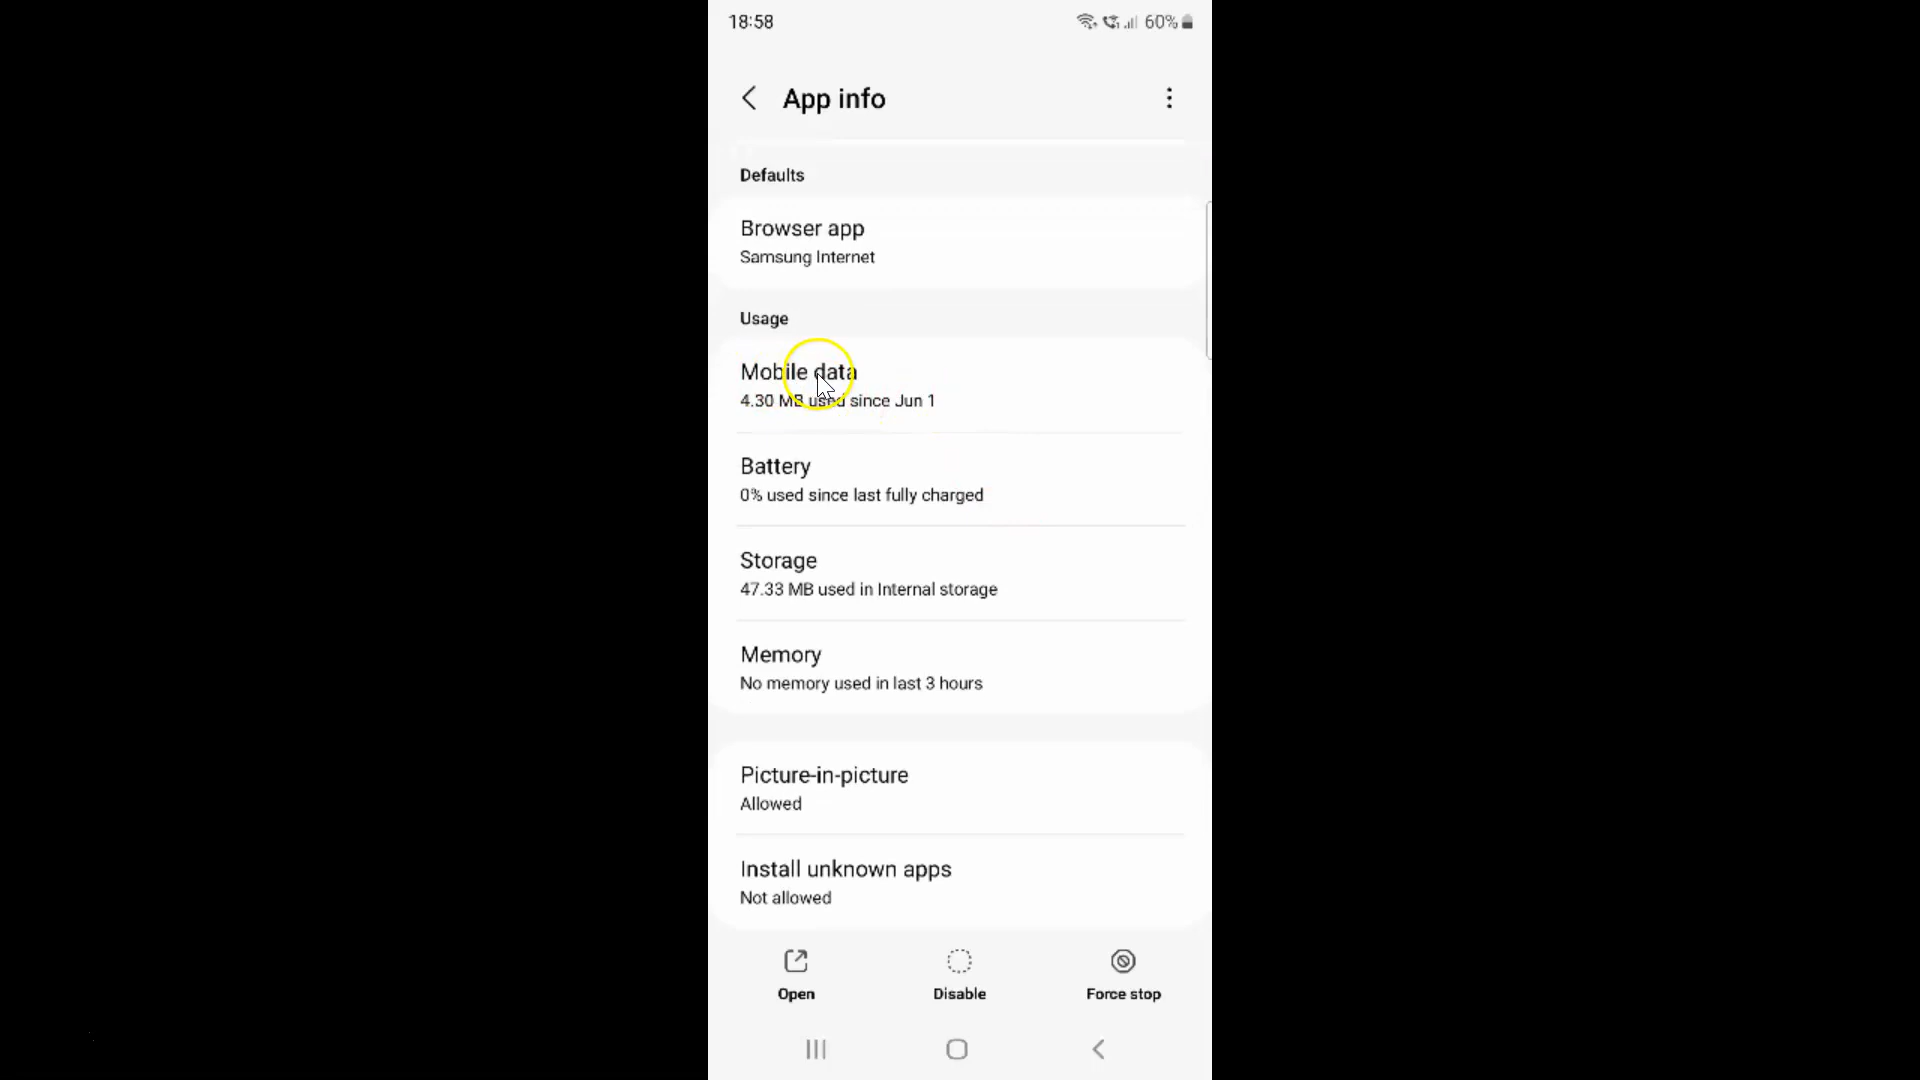 18:58
60%
App info
Defaults
Browser app
Samsung Internet
Usage
Mobile data
4.30 MB used since Jun 1
Battery
0% used since last fully charged
Storage
47.33 MB used in Internal storage
Memory
No memory used in last 3 hours
Picture-in-picture
Allowed
Install unknown apps
Not allowed
Open Disable Force stop